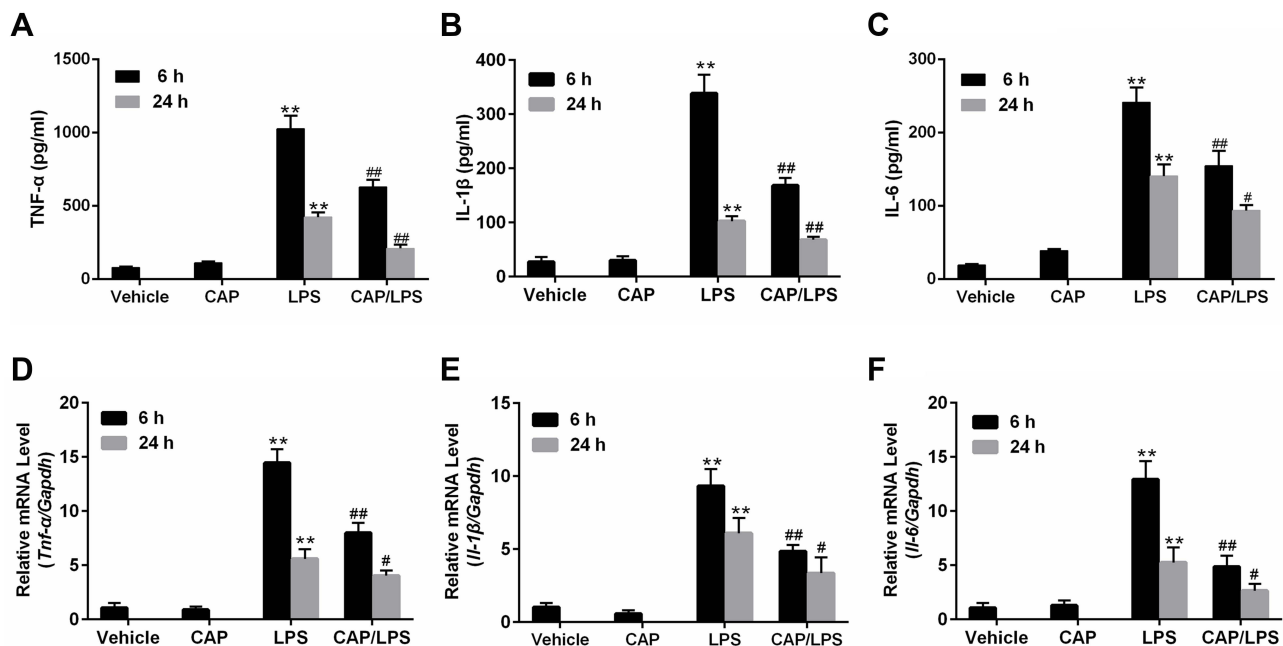 A
TNF-α (pg/ml)
1500
1000
500
0
6 h
24 h
**
**
##
##
Vehicle CAP LPS CAP/LPS
B
IL-1β (pg/ml)
400
300
200
100
0
6 h
24 h
**
**
##
##
Vehicle CAP LPS CAP/LPS
C
IL-6 (pg/ml)
300
200
100
0
6 h
24 h
**
**
##
#
Vehicle CAP LPS CAP/LPS
D
Relative mRNA Level
(Tnf-α/Gapdh)
20
15
10
5
0
6 h
24 h
**
**
##
#
Vehicle CAP LPS CAP/LPS
E
Relative mRNA Level
(Il-1β/Gapdh)
15
10
5
0
6 h
24 h
**
**
##
#
Vehicle CAP LPS CAP/LPS
F
Relative mRNA Level
(Il-6/Gapdh)
20
15
10
5
0
6 h
24 h
**
**
##
#
Vehicle CAP LPS CAP/LPS